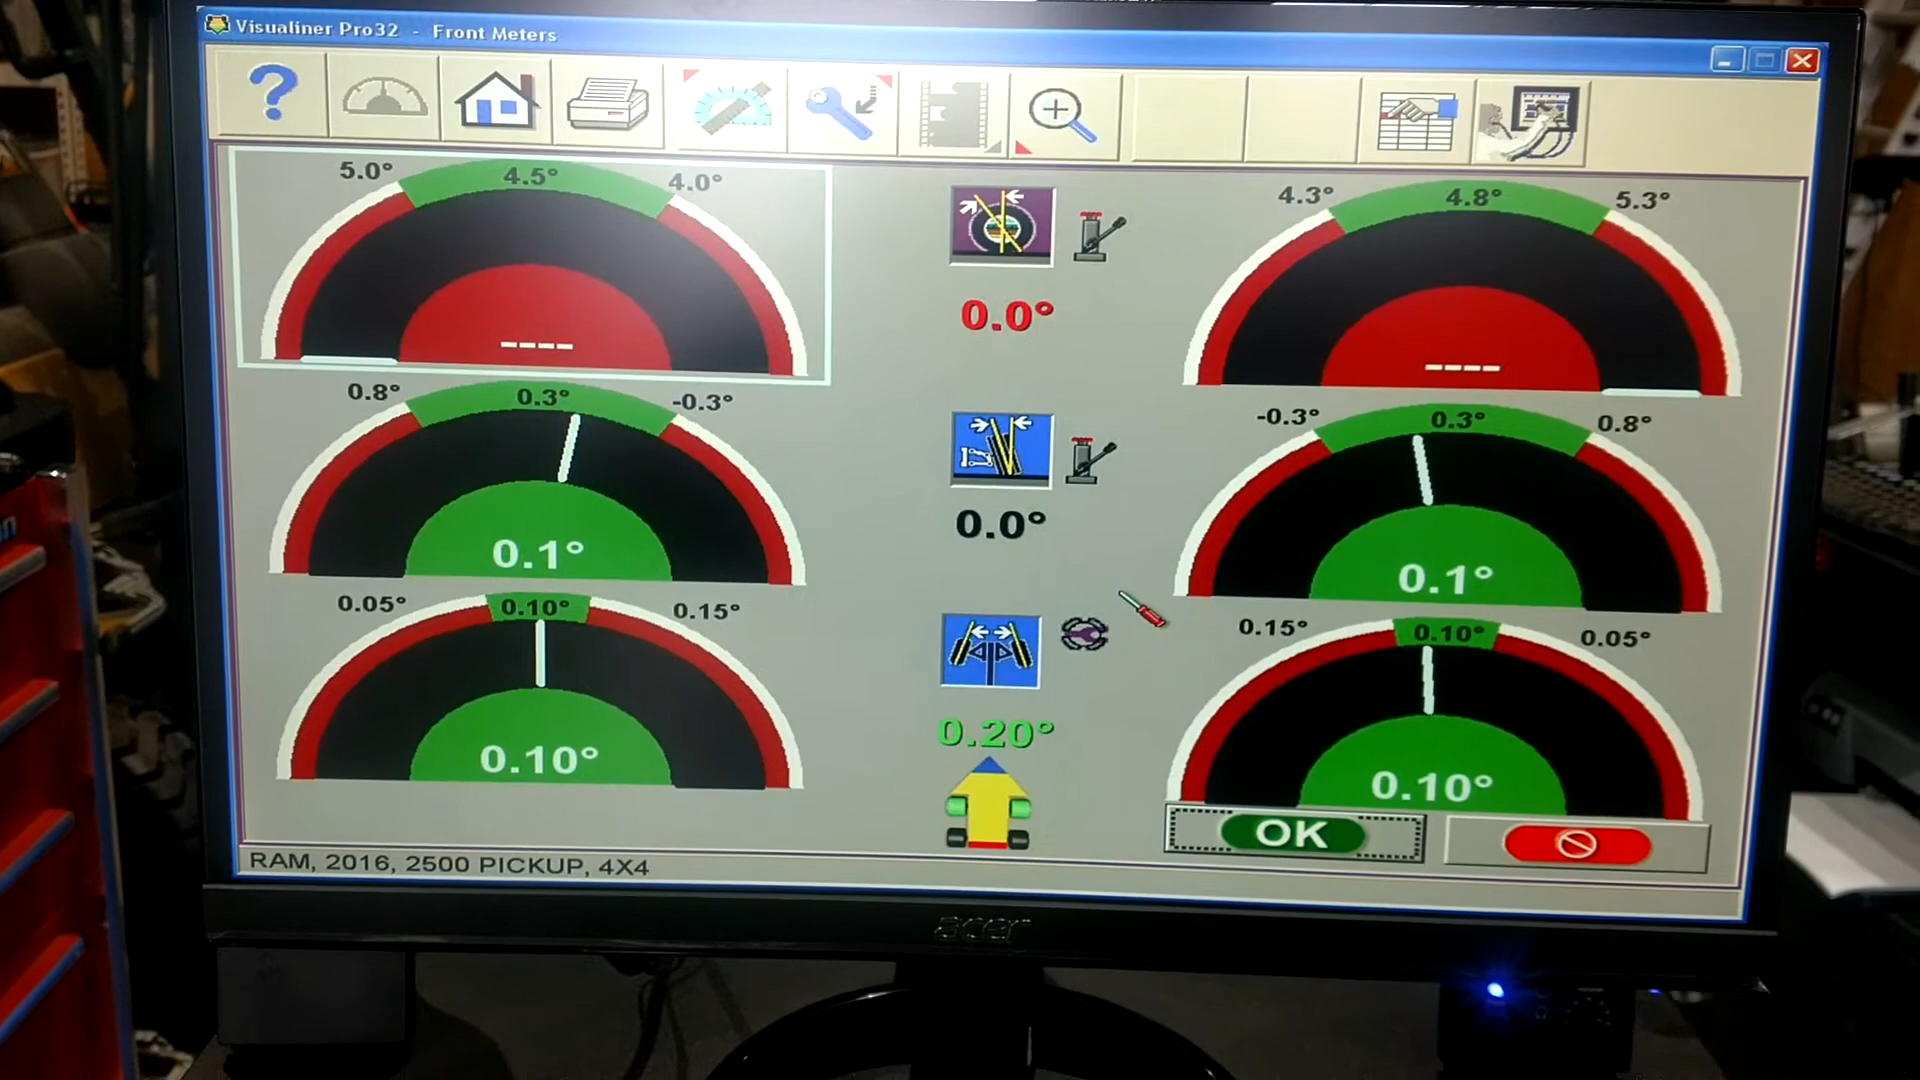 Visualiner Pro32 - Front Meters
?
5.0° 4.5° 4.0°
4.3° 4.8° 5.3°
----
0.0°
----
0.8° 0.3° -0.3°
-0.3° 0.3° 0.8°
0.1°
0.0°
0.1°
0.05° 0.10° 0.15°
0.15° 0.10° 0.05°
0.10°
0.20°
0.10°
OK
RAM, 2016, 2500 PICKUP, 4X4
acer